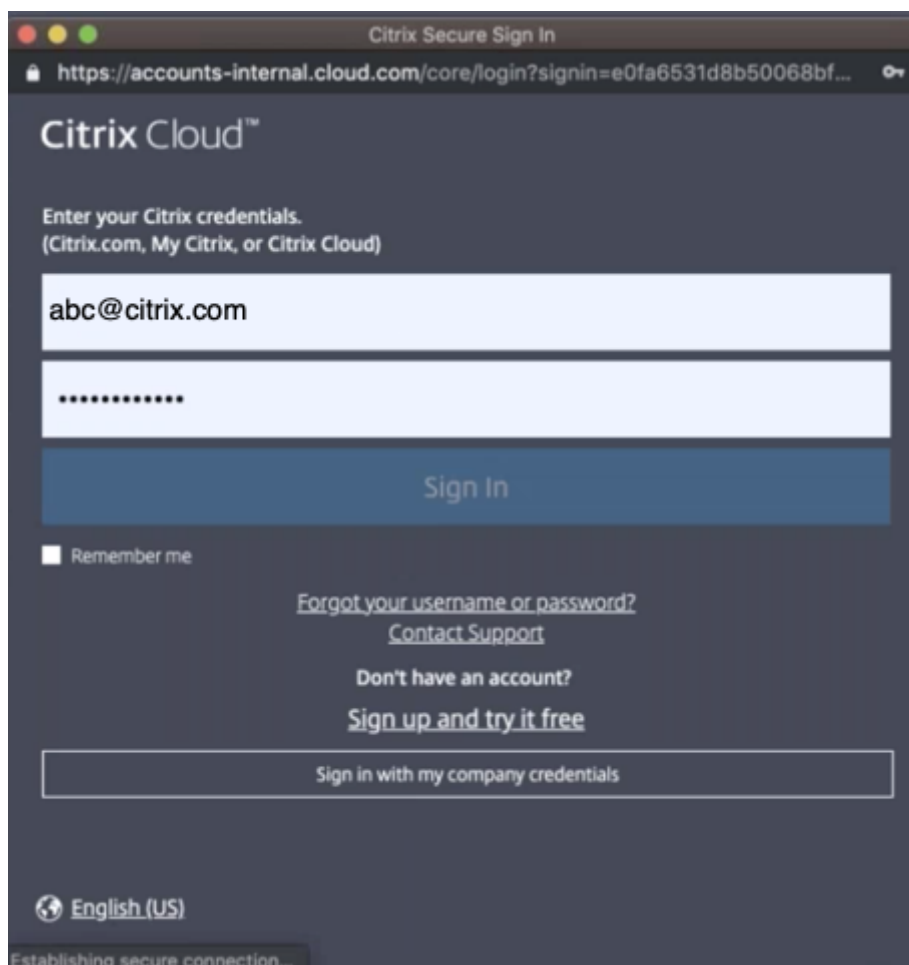 Citrix Secure Sign In
https://accounts-internal.cloud.com/core/login?signin=e0fa6531d8b50068bf...
Citrix Cloud™
Enter your Citrix credentials.
(Citrix.com, My Citrix, or Citrix Cloud)
abc@citrix.com
••••••••••••
Sign In
Remember me
Forgot your username or password?
Contact Support
Don't have an account?
Sign up and try it free
Sign in with my company credentials
English (US)
Establishing secure connection...